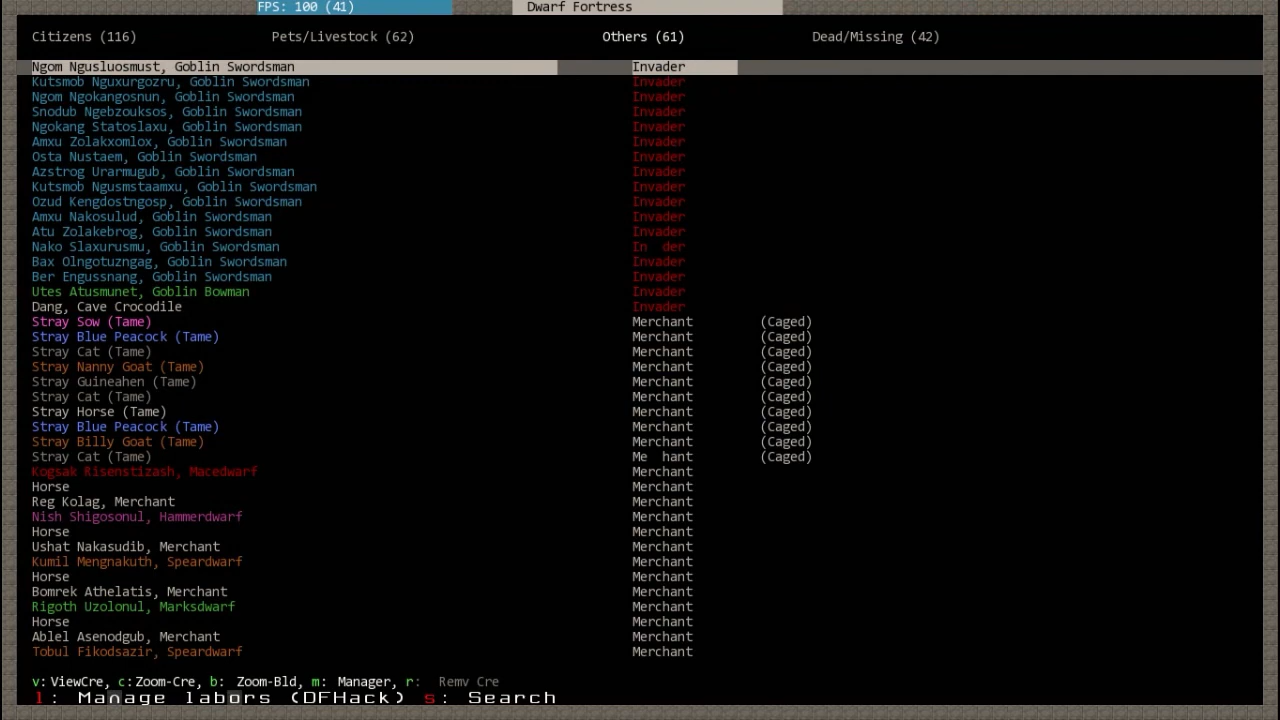 FPS: 100 (41) Dwarf Fortress
Citizens (116) Pets/Livestock (62) Others (61) Dead/Missing (42)
Ngom Ngusluosmust, Goblin Swordsman Invader
Kutsmob Nguxurgozru, Goblin Swordsman Invader
Ngom Ngokangosnun, Goblin Swordsman Invader
Snodub Ngebzouksos, Goblin Swordsman Invader
Ngokang Statoslaxu, Goblin Swordsman Invader
Amxu Zolakxomlox, Goblin Swordsman Invader
Osta Nustaem, Goblin Swordsman Invader
Azstrog Urarmugub, Goblin Swordsman Invader
Kutsmob Ngusmstaamxu, Goblin Swordsman Invader
Ozud Kengdostngosp, Goblin Swordsman Invader
Amxu Nakosulud, Goblin Swordsman Invader
Atu Zolakebrog, Goblin Swordsman Invader
Nako Slaxurusmu, Goblin Swordsman In der
Bax Olngotuzngag, Goblin Swordsman Invader
Ber Engussnang, Goblin Swordsman Invader
Utes Atusmunet, Goblin Bowman Invader
Dang, Cave Crocodile Invader
Stray Sow (Tame) Merchant (Caged)
Stray Blue Peacock (Tame) Merchant (Caged)
Stray Cat (Tame) Merchant (Caged)
Stray Nanny Goat (Tame) Merchant (Caged)
Stray Guineahen (Tame) Merchant (Caged)
Stray Cat (Tame) Merchant (Caged)
Stray Horse (Tame) Merchant (Caged)
Stray Blue Peacock (Tame) Merchant (Caged)
Stray Billy Goat (Tame) Merchant (Caged)
Stray Cat (Tame) Me hant (Caged)
Kogsak Risenstizash, Macedwarf Merchant
Horse Merchant
Reg Kolag, Merchant Merchant
Nish Shigosonul, Hammerdwarf Merchant
Horse Merchant
Ushat Nakasudib, Merchant Merchant
Kumil Mengnakuth, Speardwarf Merchant
Horse Merchant
Bomrek Athelatis, Merchant Merchant
Rigoth Uzolonul, Marksdwarf Merchant
Horse Merchant
Ablel Asenodgub, Merchant Merchant
Tobul Fikodsazir, Speardwarf Merchant
v: ViewCre, c: Zoom-Cre, b: Zoom-Bld, m: Manager, r: Remv Cre
l: Manage labors (DFHack) s: Search